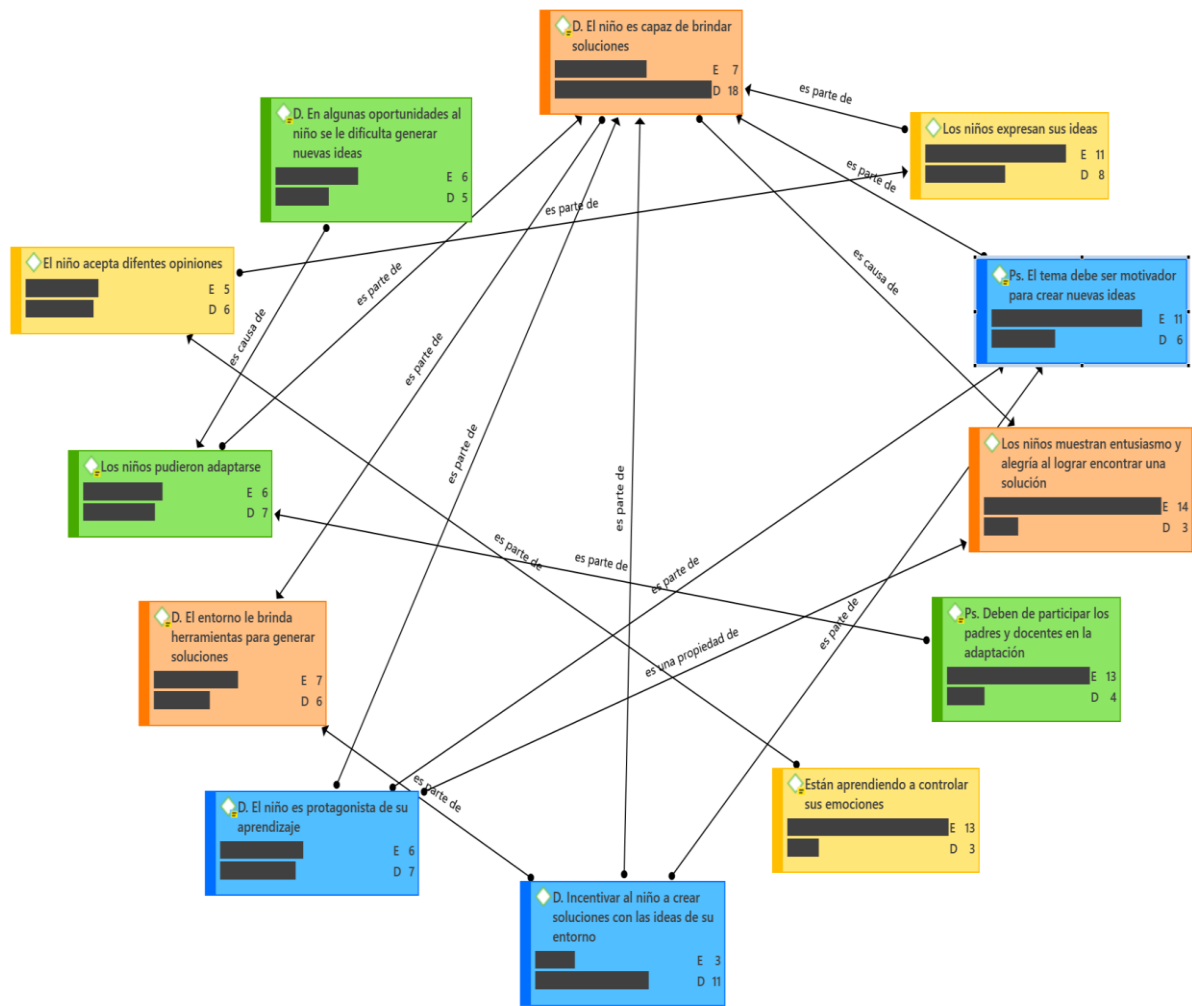 D. El niño es capaz de brindar
soluciones
E 7
D 18
es parte de
D. En algunas oportunidades al
niño se le dificulta generar
nuevas ideas
E 6
D 5
Los niños expresan sus ideas
E 11
D 8
es parte de
es parte de
El niño acepta difentes opiniones
E 5
D 6
es parte de
es causa de
Ps. El tema debe ser motivador
para crear nuevas ideas
E 11
D 6
es causa de
es parte de
Los niños pudieron adaptarse
E 6
D 7
es parte de
es parte de
Los niños muestran entusiasmo y
alegría al lograr encontrar una
solución
E 14
D 3
es parte de
es parte de
es parte de
D. El entorno le brinda
herramientas para generar
soluciones
E 7
D 6
es parte de
es una propiedad de
Ps. Deben de participar los
padres y docentes en la
adaptación
E 13
D 4
es parte de
D. El niño es protagonista de su
aprendizaje
E 6
D 7
Están aprendiendo a controlar
sus emociones
E 13
D 3
D. Incentivar al niño a crear
soluciones con las ideas de su
entorno
E 3
D 11